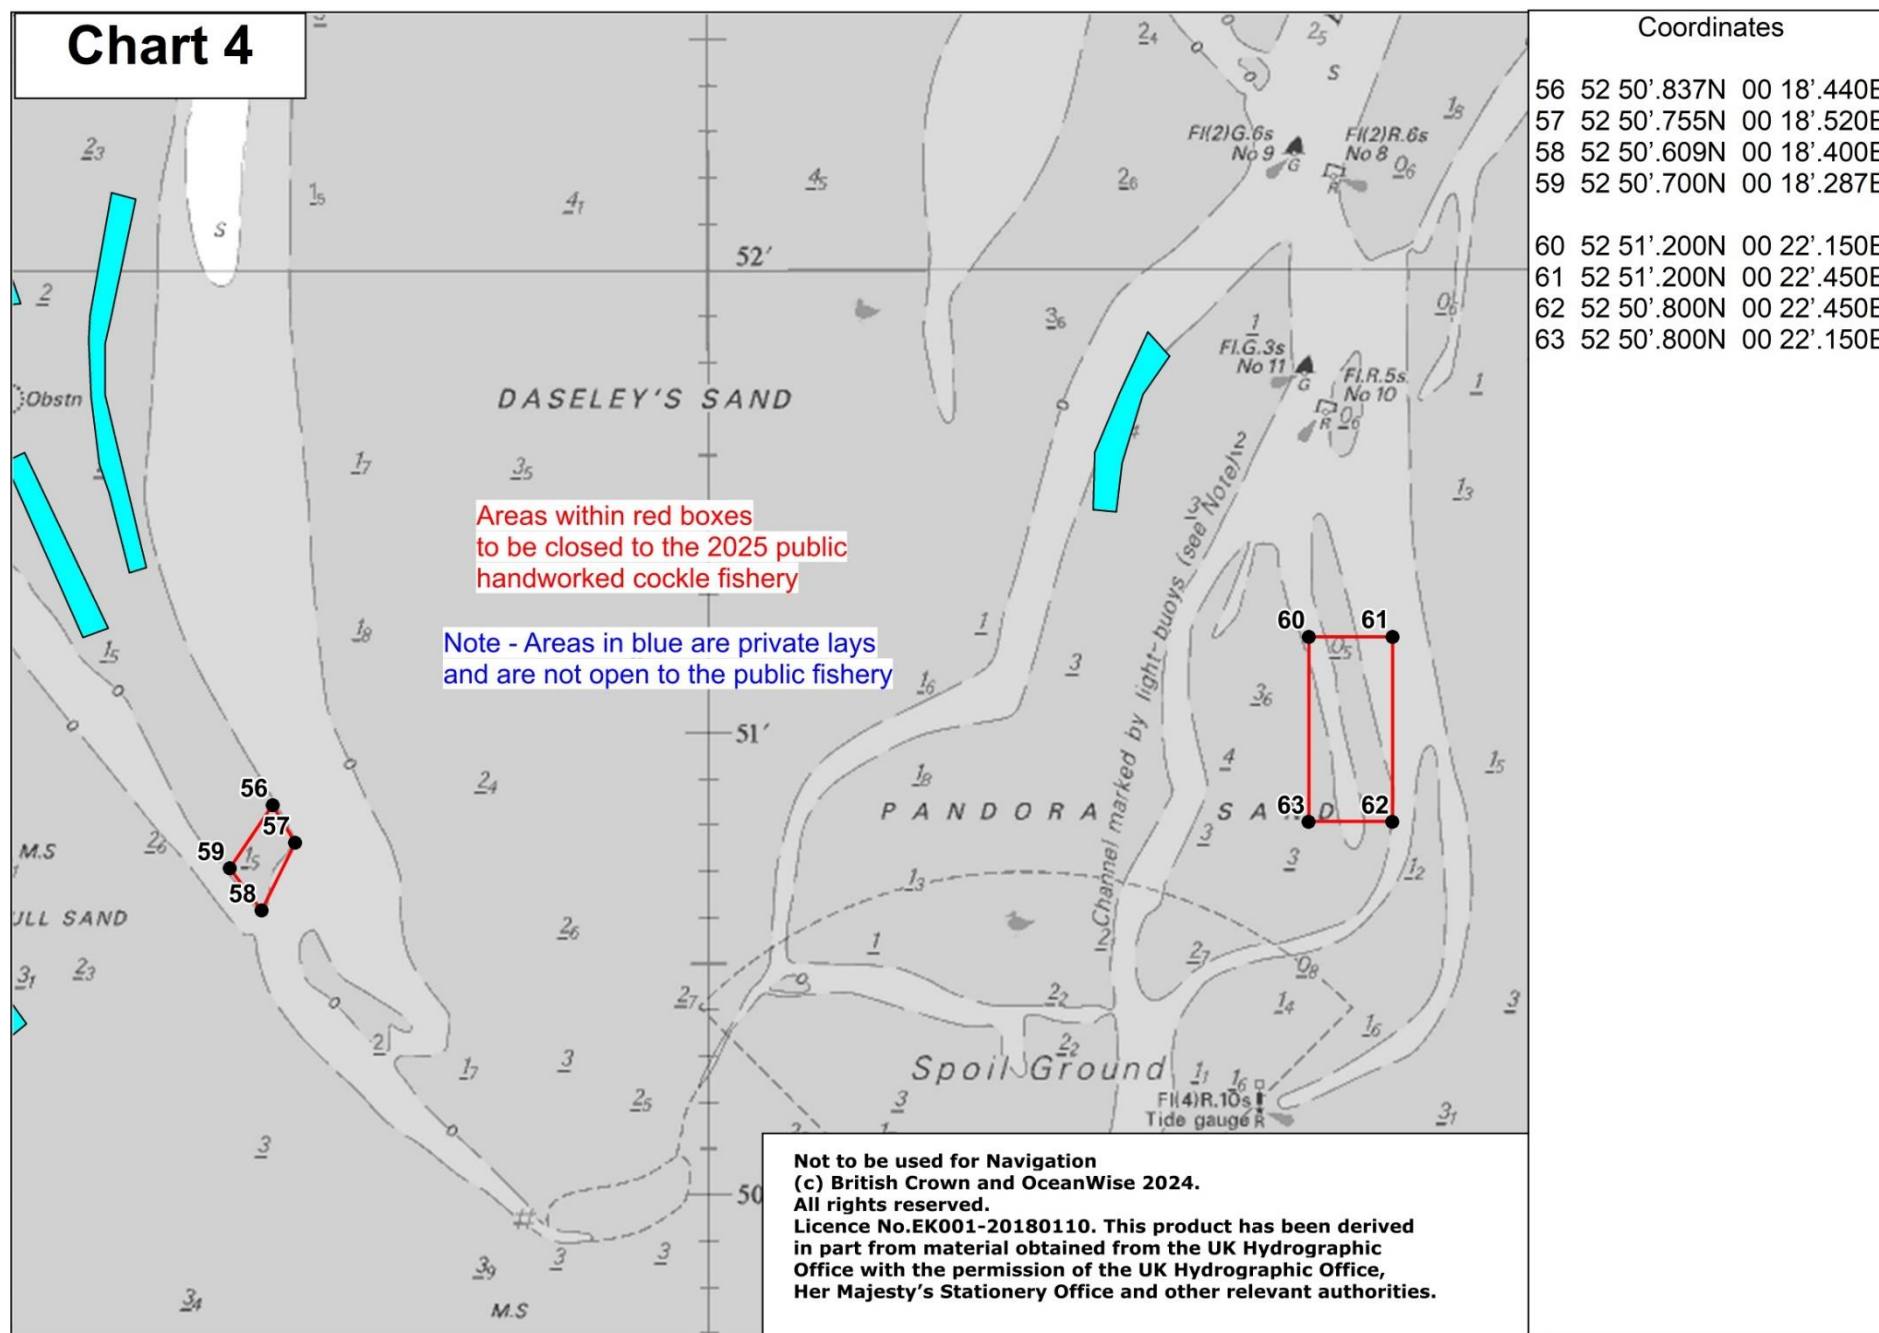 Chart 4
Coordinates
56 52 50'.837N 00 18'.440E
57 52 50'.755N 00 18'.520E
58 52 50'.609N 00 18'.400E
59 52 50'.700N 00 18'.287E
60 52 51'.200N 00 22'.150E
61 52 51'.200N 00 22'.450E
62 52 50'.800N 00 22'.450E
63 52 50'.800N 00 22'.150E
Fl(2)G.6s
No 9
G
Fl(2)R.6s
No 8
R
S
S
52'
Fl.G.3s
No 11
G
Fl.R.5s
No 10
R
Obstn
DASELEY'S SAND
Areas within red boxes
to be closed to the 2025 public
handworked cockle fishery
Note - Areas in blue are private lays
and are not open to the public fishery
Channel marked by light-buoys (see Note)
60
61
63
62
51'
PANDORA SAND
56
57
59
58
M.S
ULL SAND
Spoil Ground
Fl(4)R.10s
Tide gauge
R
50
M.S
Not to be used for Navigation
(c) British Crown and OceanWise 2024.
All rights reserved.
Licence No.EK001-20180110. This product has been derived
in part from material obtained from the UK Hydrographic
Office with the permission of the UK Hydrographic Office,
Her Majesty's Stationery Office and other relevant authorities.